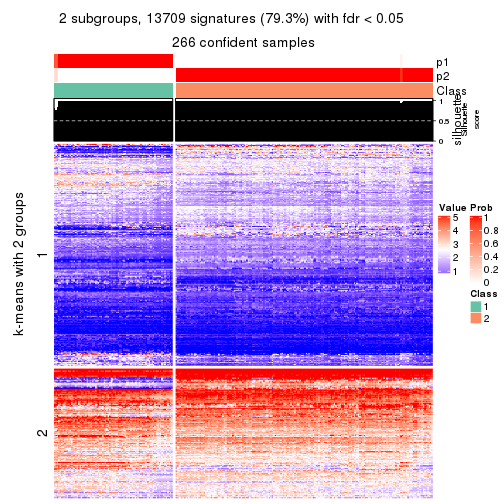 2 subgroups, 13709 signatures (79.3%) with fdr < 0.05
266 confident samples
p1
p2
Class
silhouette
1
0.5
0
Silhouette
score
k-means with 2 groups
1
2
Value
5
4
3
2
1
Prob
1
0.8
0.6
0.4
0.2
0
Class
1
2